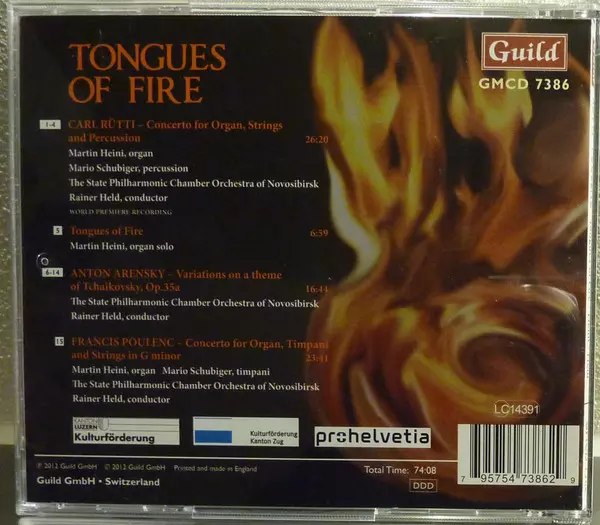 TONGUES
OF FIRE
Guild
GMCD 7386
1-4 CARL RÜTTI – Concerto for Organ, Strings
and Percussion 26:20
Martin Heini, organ
Mario Schubiger, percussion
The State Philharmonic Chamber Orchestra of Novosibirsk
Rainer Held, conductor
WORLD PREMIERE RECORDING
5 Tongues of Fire 6:59
Martin Heini, organ solo
6-14 ANTON ARENSKY – Variations on a theme
of Tchaikovsky, Op.35a 16:44
The State Philharmonic Chamber Orchestra of Novosibirsk
Rainer Held, conductor
15 FRANCIS POULENC – Concerto for Organ, Timpani
and Strings in G minor 23:41
Martin Heini, organ Mario Schubiger, timpani
The State Philharmonic Chamber Orchestra of Novosibirsk
Rainer Held, conductor
KANTON
LUZERN
Kulturförderung
Kulturförderung
Kanton Zug
prohelvetia
LC14391
℗ 2012 Guild GmbH © 2012 Guild GmbH Printed and made in England
Guild GmbH • Switzerland
Total Time: 74:08
DDD
7 95754 73862 9